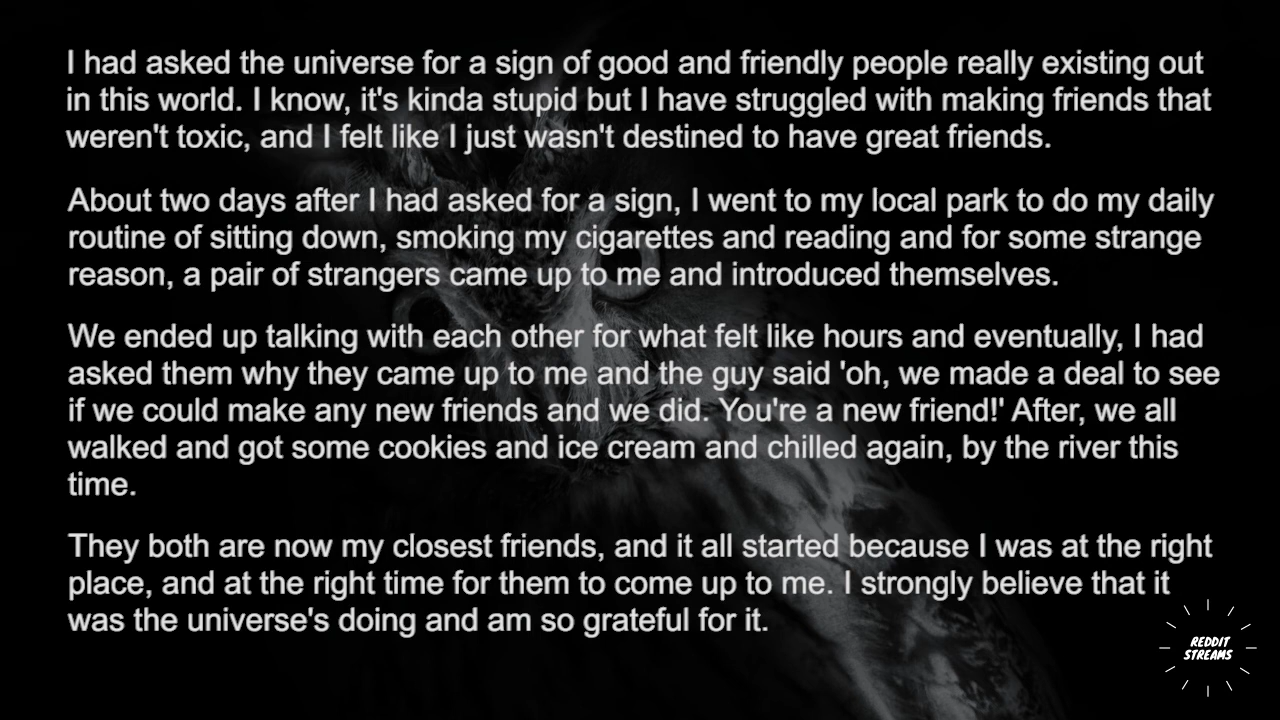 I had asked the universe for a sign of good and friendly people really existing out
in this world. I know, it's kinda stupid but I have struggled with making friends that
weren't toxic, and I felt like I just wasn't destined to have great friends.
About two days after I had asked for a sign, I went to my local park to do my daily
routine of sitting down, smoking my cigarettes and reading and for some strange
reason, a pair of strangers came up to me and introduced themselves.
We ended up talking with each other for what felt like hours and eventually, I had
asked them why they came up to me and the guy said 'oh, we made a deal to see
if we could make any new friends and we did. You're a new friend!' After, we all
walked and got some cookies and ice cream and chilled again, by the river this
time.
They both are now my closest friends, and it all started because I was at the right
place, and at the right time for them to come up to me. I strongly believe that it
was the universe's doing and am so grateful for it.
REDDIT
STREAMS